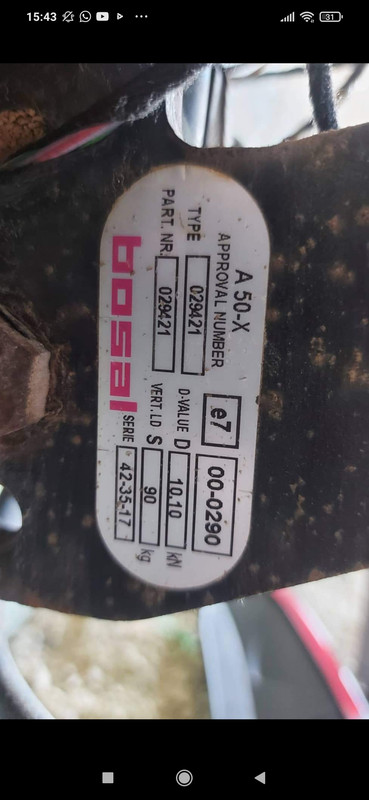 15:43
31
A 50-X
APPROVAL NUMBER e7 00-0290
TYPE 029421 D-VALUE D 10.10 kN
PART. NR. 029421 VERT.LD S 90 kg
bosal SERIE 42-35-17